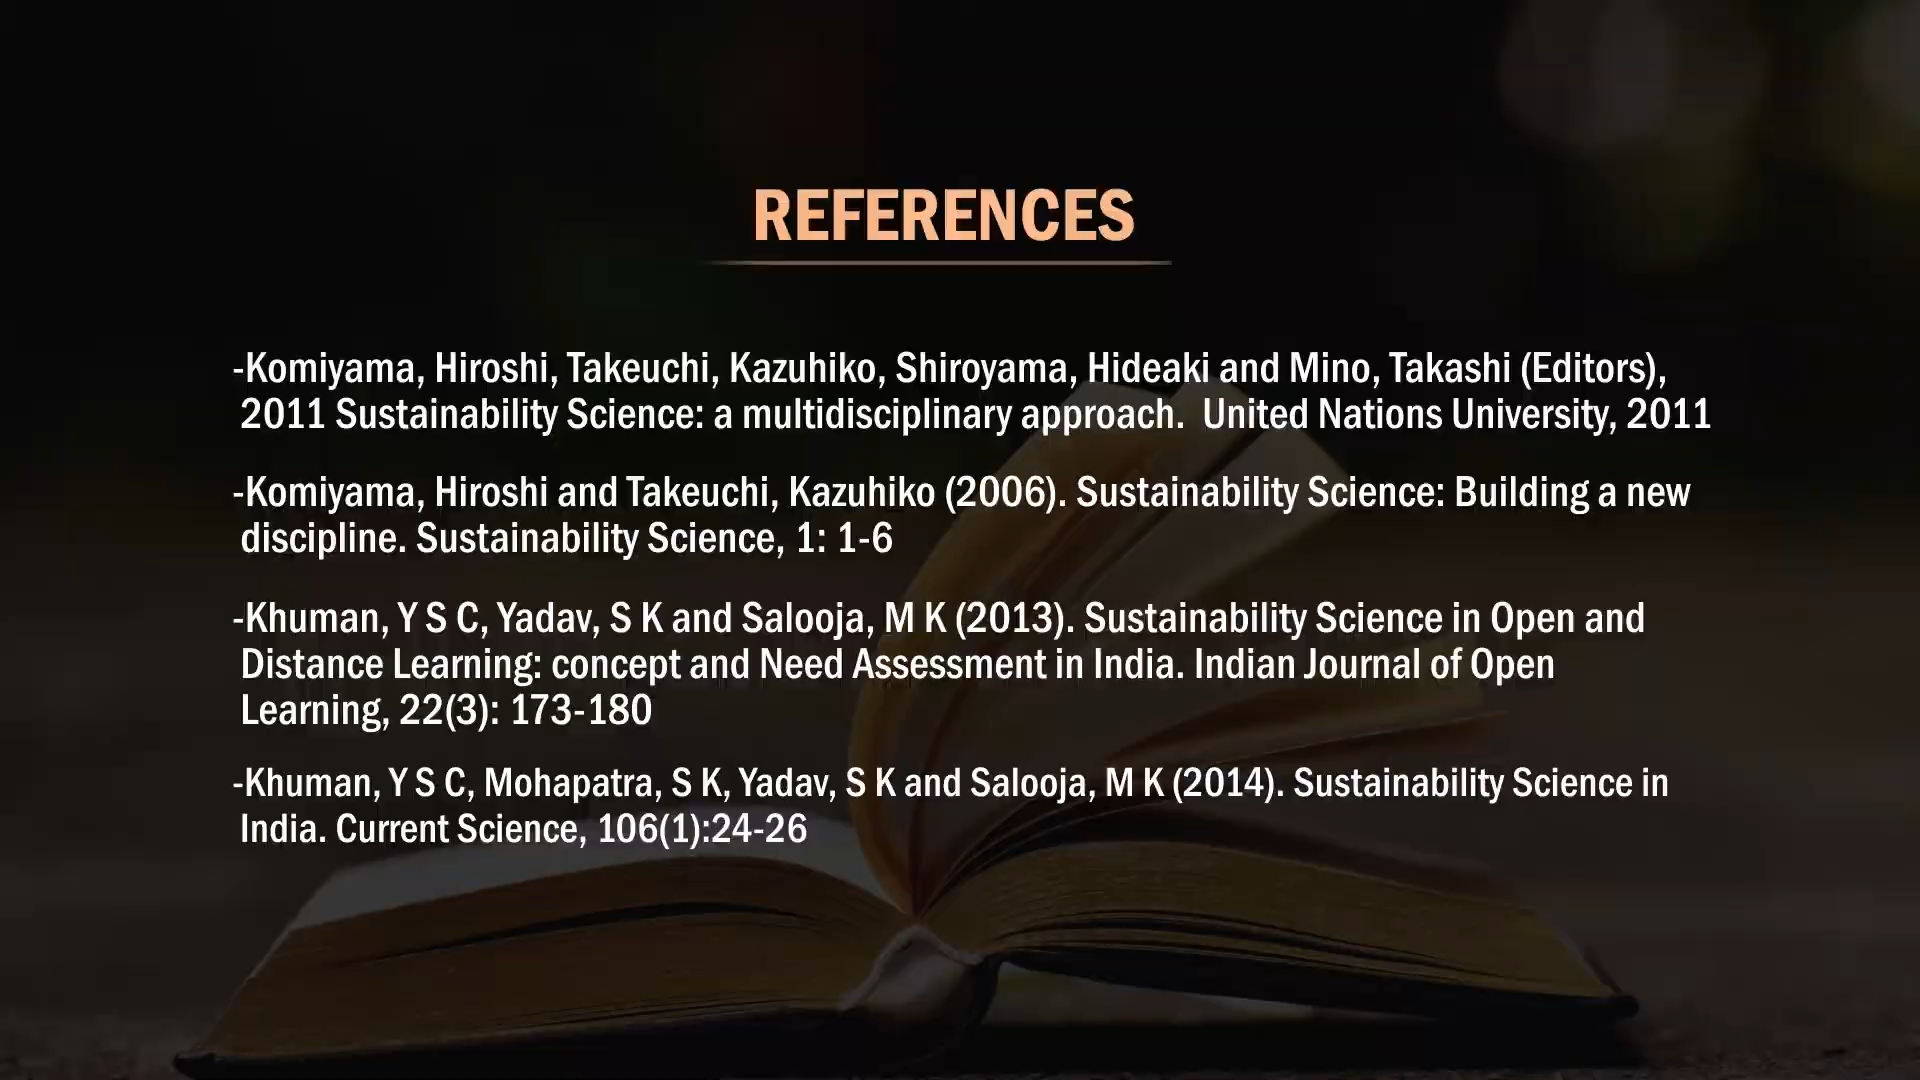 REFERENCES
-Komiyama, Hiroshi, Takeuchi, Kazuhiko, Shiroyama, Hideaki and Mino, Takashi (Editors),
2011 Sustainability Science: a multidisciplinary approach.  United Nations University, 2011
-Komiyama, Hiroshi and Takeuchi, Kazuhiko (2006). Sustainability Science: Building a new
discipline. Sustainability Science, 1: 1-6
-Khuman, Y S C, Yadav, S K and Salooja, M K (2013). Sustainability Science in Open and
Distance Learning: concept and Need Assessment in India. Indian Journal of Open
Learning, 22(3): 173-180
-Khuman, Y S C, Mohapatra, S K, Yadav, S K and Salooja, M K (2014). Sustainability Science in
India. Current Science, 106(1):24-26